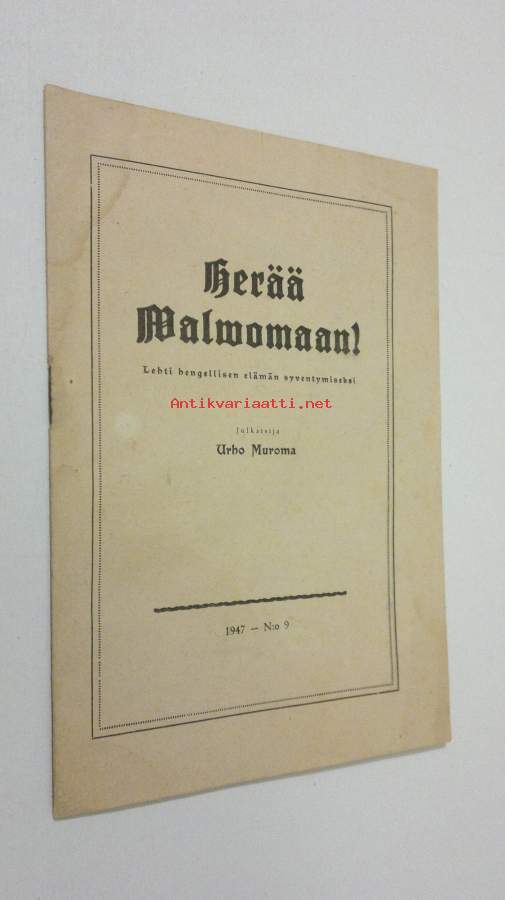 Herää
Walwomaan!
Lehti hengellisen elämän syventymiseksi
Antikvariaatti.net
Julkaisija
Urho Muroma
1947 — N:o 9